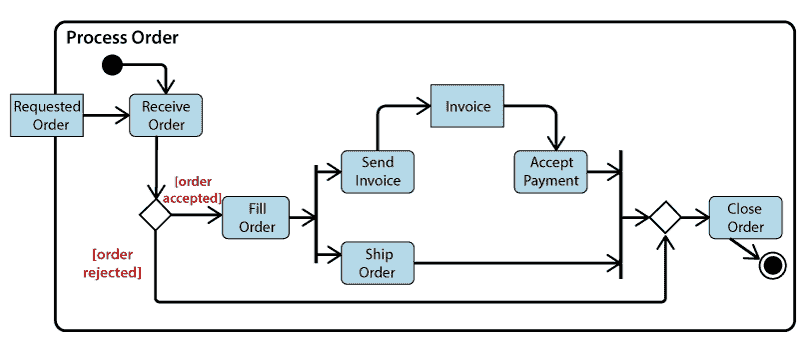 Process Order
Requested
Order
Receive
Order
Invoice
Send
Invoice
Accept
Payment
[order
accepted]
Fill
Order
Close
Order
[order
rejected]
Ship
Order